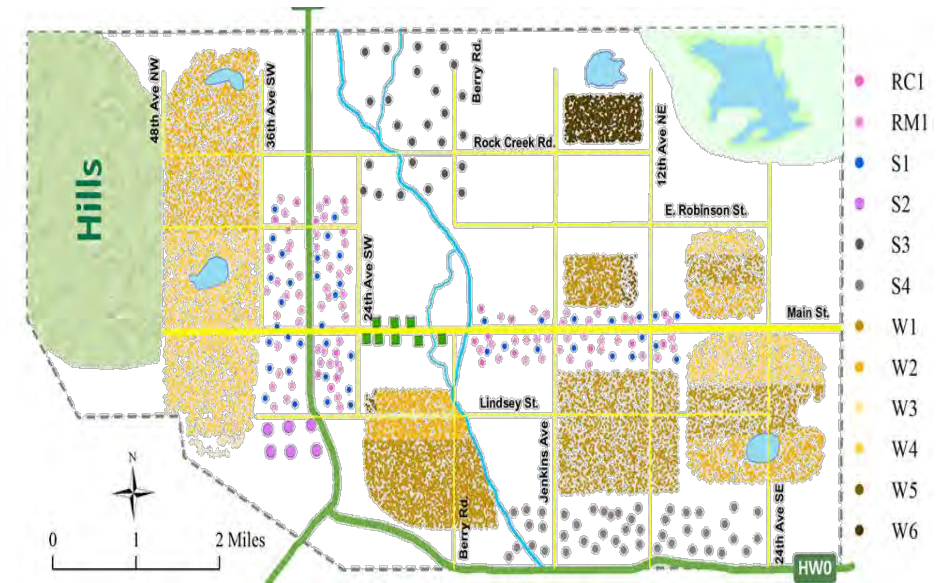 48th Ave NW
36th Ave SW
Berry Rd.
12th Ave NE
Rock Creek Rd.
Hills
E. Robinson St.
24th Ave SW
Main St.
Lindsey St.
Jenkins Ave
Berry Rd.
24th Ave SE
N
0 1 2 Miles
HW0
RC1
RM1
S1
S2
S3
S4
W1
W2
W3
W4
W5
W6